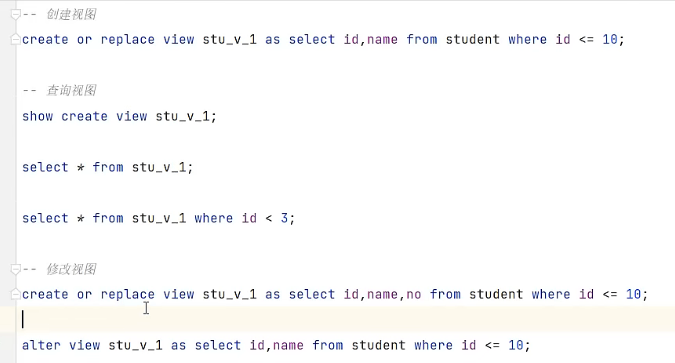 -- 创建视图
create or replace view stu_v_1 as select id,name from student where id <= 10;
-- 查询视图
show create view stu_v_1;
select * from stu_v_1;
select * from stu_v_1 where id < 3;
-- 修改视图
create or replace view stu_v_1 as select id,name,no from student where id <= 10;
alter view stu_v_1 as select id,name from student where id <= 10;